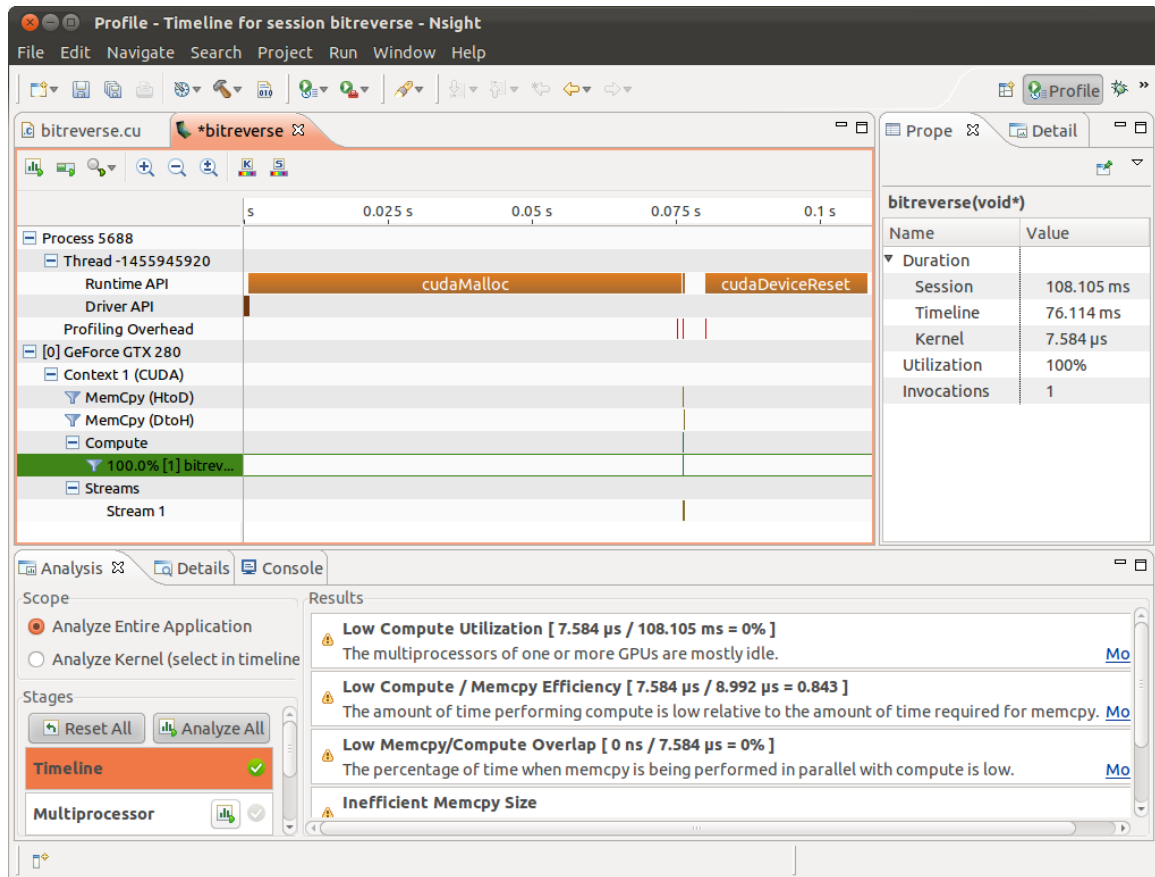 Profile - Timeline for session bitreverse - Nsight
File Edit Navigate Search Project Run Window Help
Profile »
bitreverse.cu *bitreverse
Prope Detail
s 0.025 s 0.05 s 0.075 s 0.1 s
Process 5688
Thread -1455945920
Runtime API cudaMalloc cudaDeviceReset
Driver API
Profiling Overhead
[0] GeForce GTX 280
Context 1 (CUDA)
MemCpy (HtoD)
MemCpy (DtoH)
Compute
100.0% [1] bitrev...
Streams
Stream 1
bitreverse(void*)
Name Value
Duration
Session 108.105 ms
Timeline 76.114 ms
Kernel 7.584 µs
Utilization 100%
Invocations 1
Analysis Details Console
Scope
Analyze Entire Application
Analyze Kernel (select in timeline
Stages
Reset All Analyze All
Timeline
Multiprocessor
Results
Low Compute Utilization [ 7.584 µs / 108.105 ms = 0% ]
The multiprocessors of one or more GPUs are mostly idle. Mo
Low Compute / Memcpy Efficiency [ 7.584 µs / 8.992 µs = 0.843 ]
The amount of time performing compute is low relative to the amount of time required for memcpy. Mo
Low Memcpy/Compute Overlap [ 0 ns / 7.584 µs = 0% ]
The percentage of time when memcpy is being performed in parallel with compute is low. Mo
Inefficient Memcpy Size